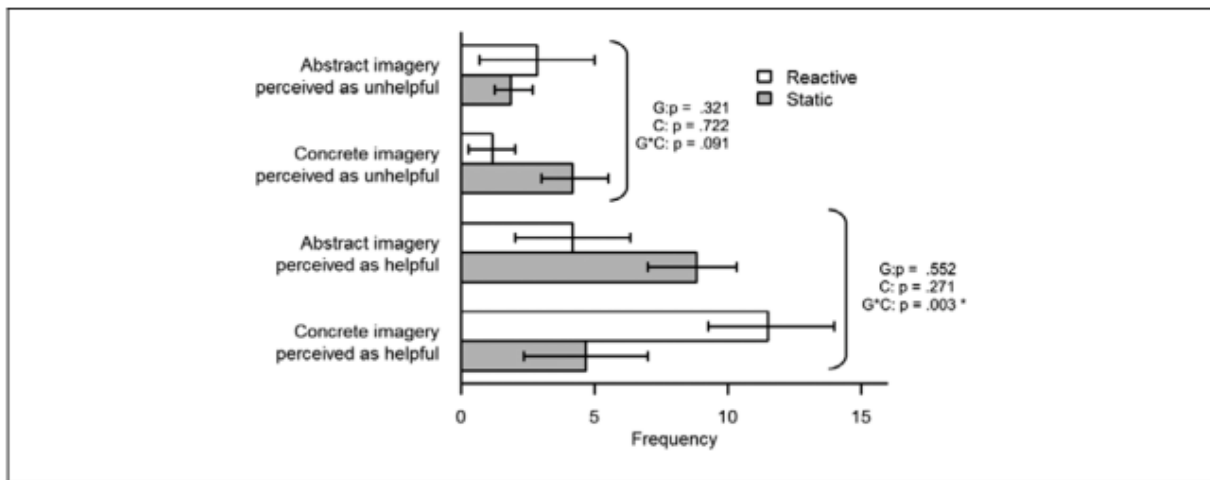 Abstract imagery
perceived as unhelpful
Concrete imagery
perceived as unhelpful
Abstract imagery
perceived as helpful
Concrete imagery
perceived as helpful
Reactive
Static
G:p = .321
C: p = .722
G*C: p = .091
G:p = .552
C: p = .271
G*C: p = .003 *
0 5 10 15
Frequency